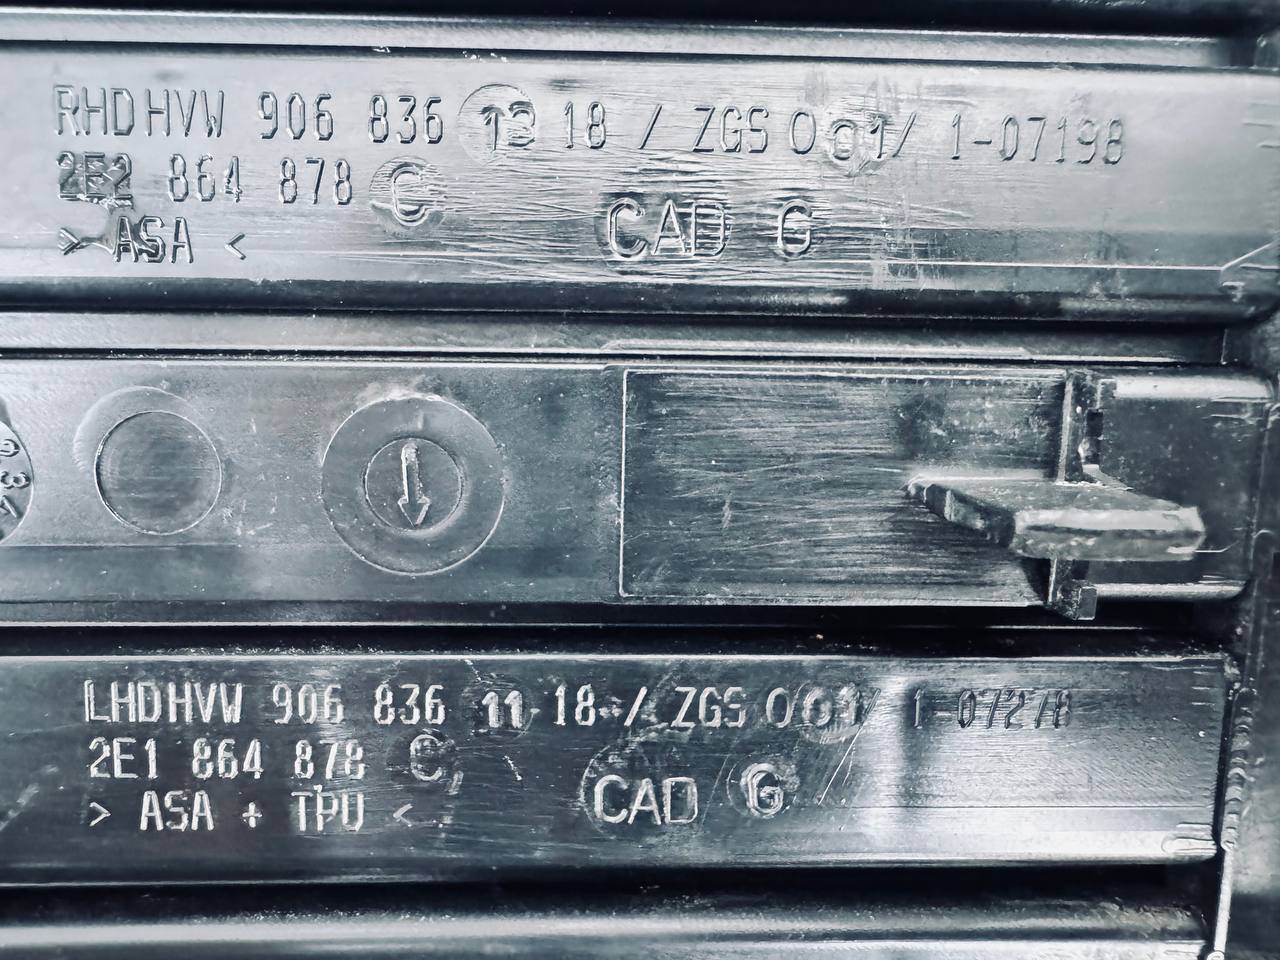 RHD HVW 906 836 13 18 / ZGS 001/ 1-07198
2E2 864 878 C
> ASA <
CAD G
LHD HVW 906 836 11 18 / ZGS 001/ 1-07278
2E1 864 878 C
> ASA + TPU <
CAD G